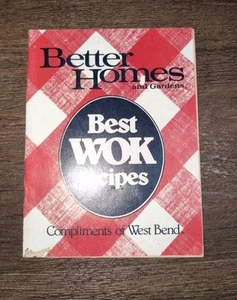 Better
Homes
and Gardens®
Best
WOK
Recipes
Compliments of West Bend®